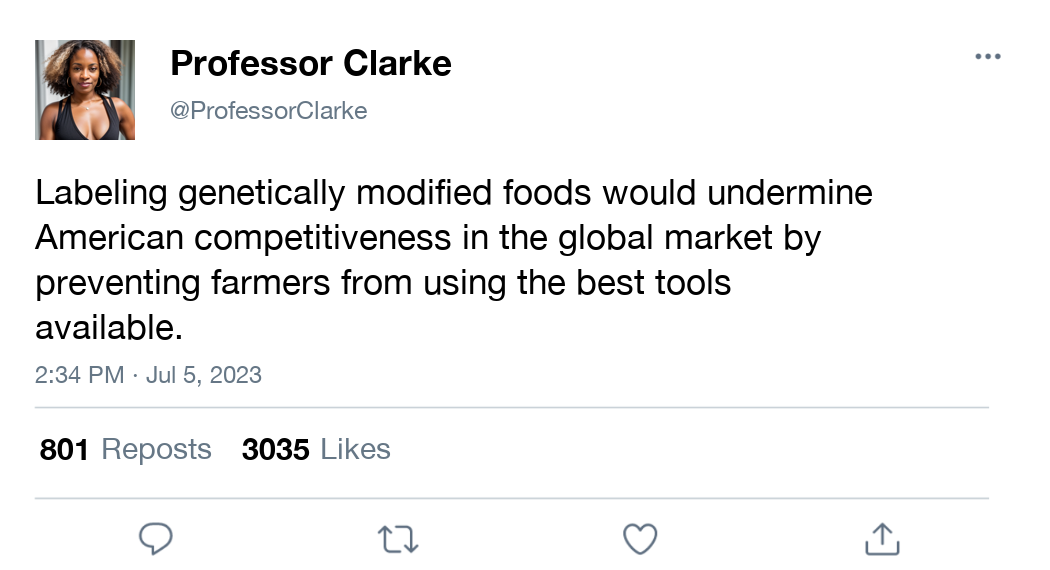 Professor Clarke
@ProfessorClarke
Labeling genetically modified foods would undermine
American competitiveness in the global market by
preventing farmers from using the best tools
available.
2:34 PM · Jul 5, 2023
801 Reposts 3035 Likes